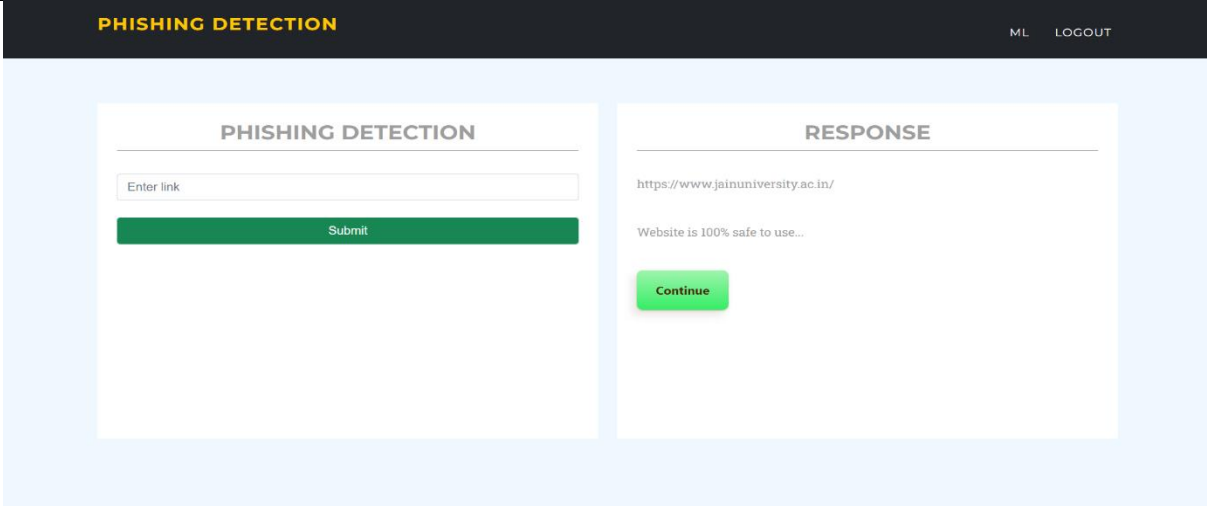 PHISHING DETECTION
ML LOGOUT
PHISHING DETECTION
Enter link
Submit
RESPONSE
https://www.jainuniversity.ac.in/
Website is 100% safe to use...
Continue